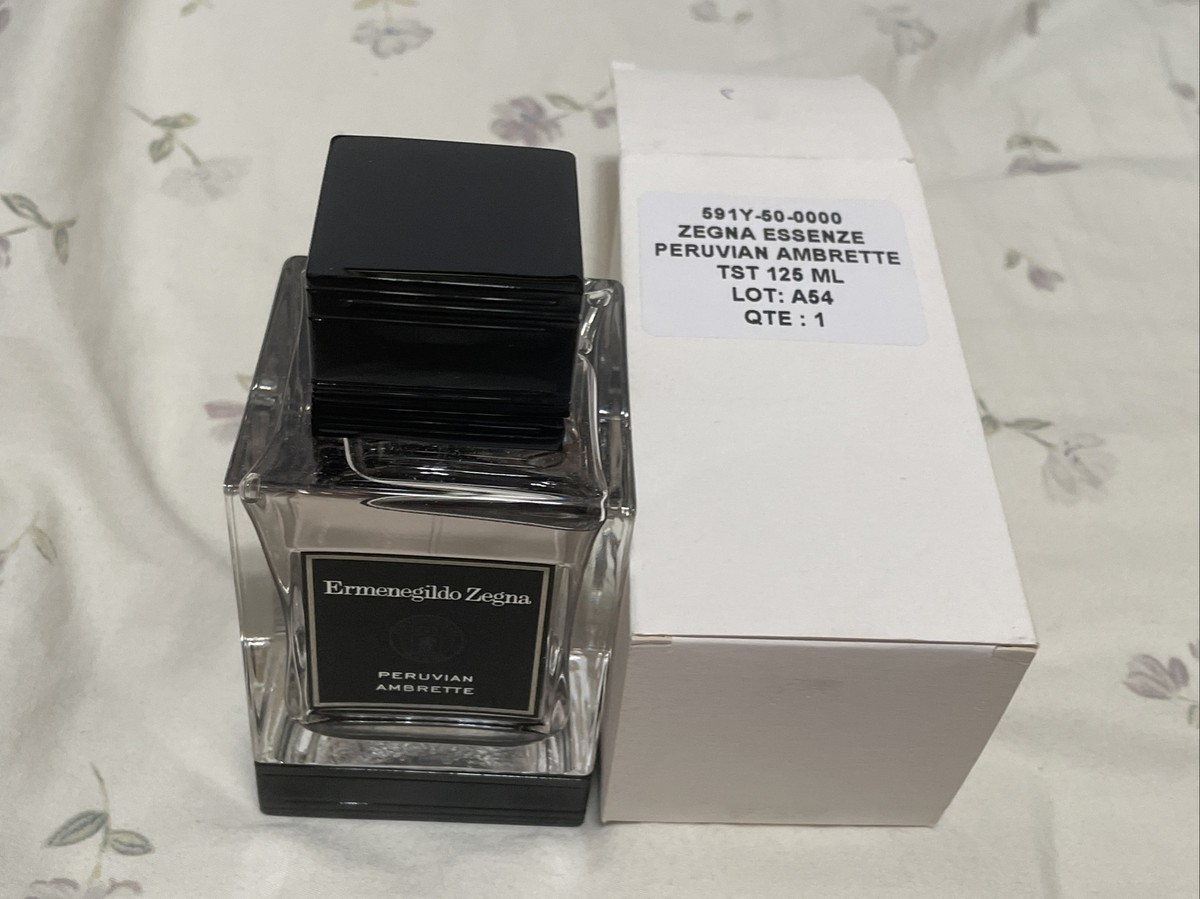 591Y-50-0000
ZEGNA ESSENZE
PERUVIAN AMBRETTE
TST 125 ML
LOT: A54
QTE : 1
Ermenegildo Zegna
PERUVIAN
AMBRETTE